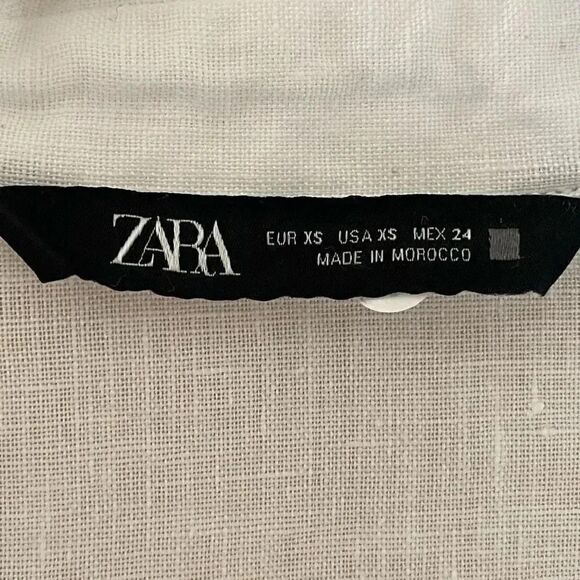 ZARA
EUR XS USA XS MEX 24
MADE IN MOROCCO